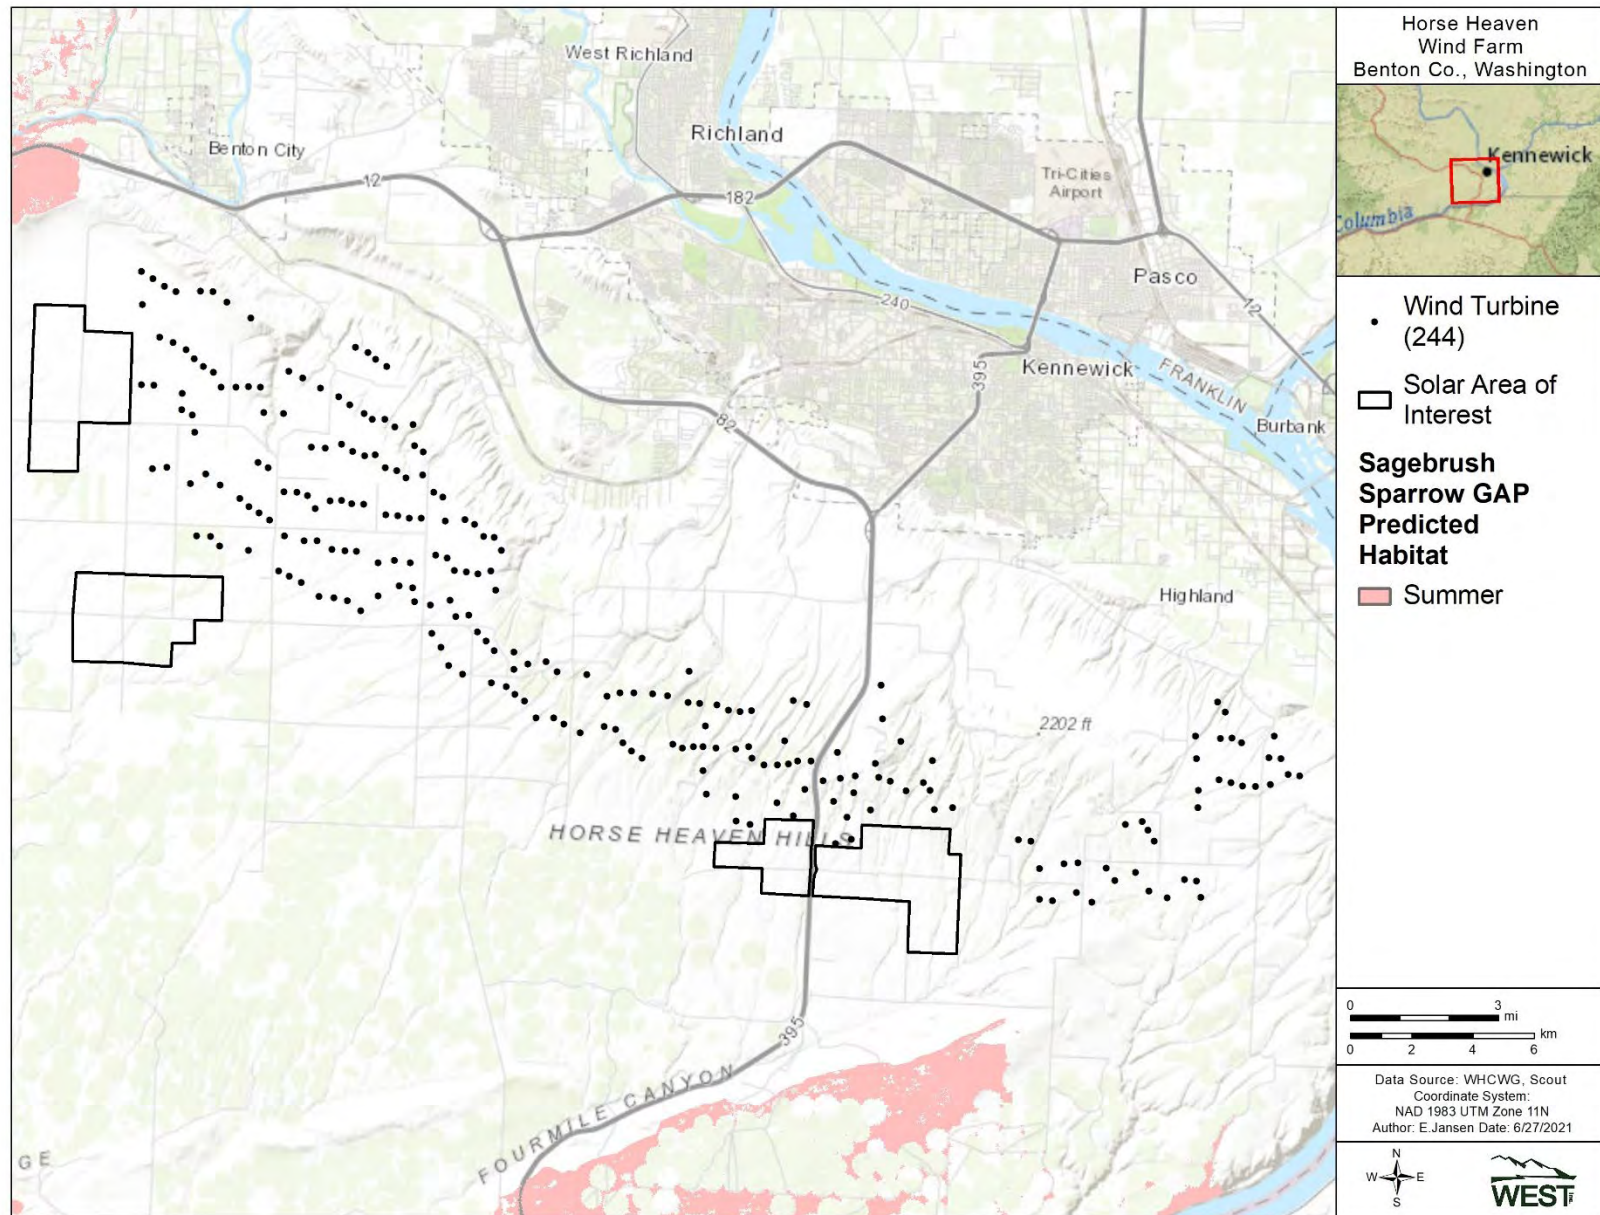 West Richland
Richland
Benton City
12
182
Tri-Cities
Airport
Pasco
240
12
395
Kennewick
FRANKLIN
Burbank
82
Highland
2202 ft
HORSE HEAVEN HILLS
395
FOURMILE CANYON
GE
Horse Heaven
Wind Farm
Benton Co., Washington
Kennewick
Columbia
Wind Turbine
(244)
Solar Area of
Interest
Sagebrush
Sparrow GAP
Predicted
Habitat
Summer
0 3
mi
km
0 2 4 6
Data Source: WHCWG, Scout
Coordinate System:
NAD 1983 UTM Zone 11N
Author: E.Jansen Date: 6/27/2021
N
W E
S
WEST